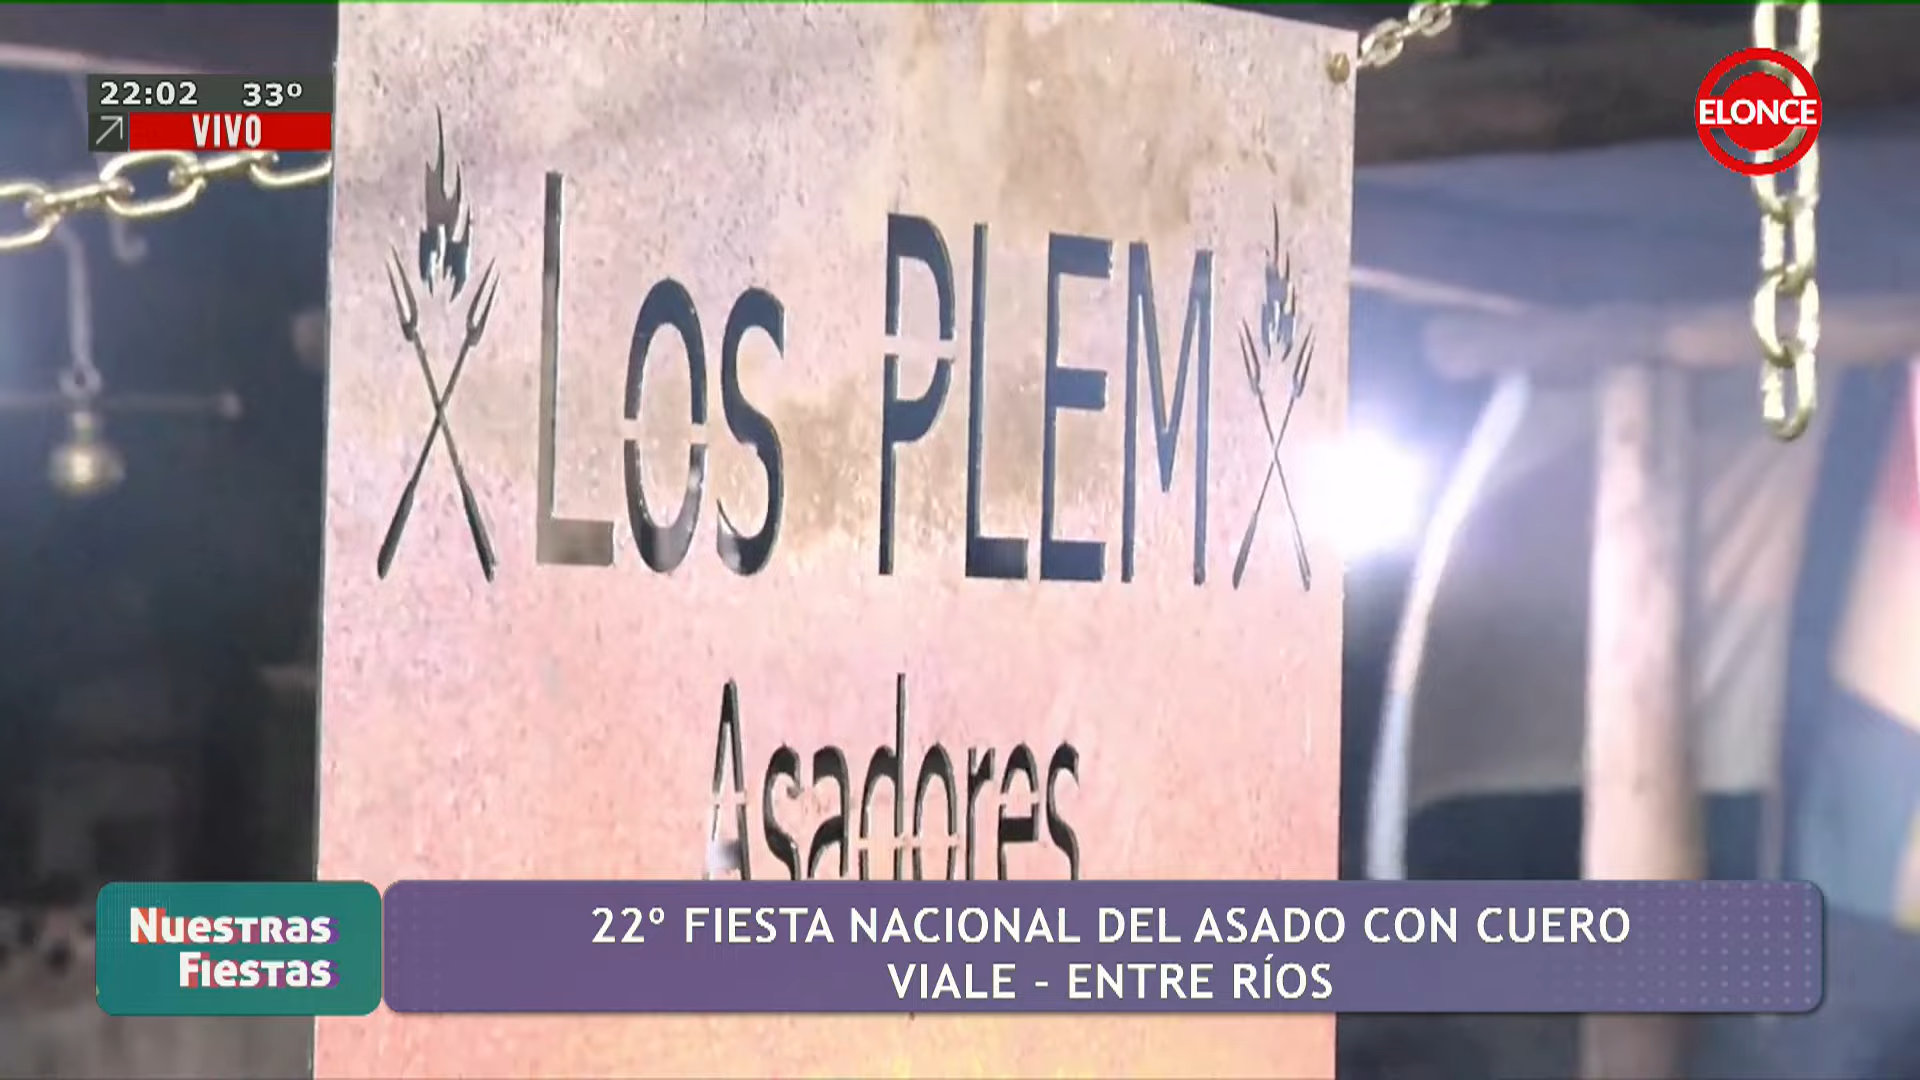 22:02 33º
VIVO
ELONCE
Los PLEM
Asadores
Nuestras
Fiestas
22º FIESTA NACIONAL DEL ASADO CON CUERO
VIALE - ENTRE RÍOS